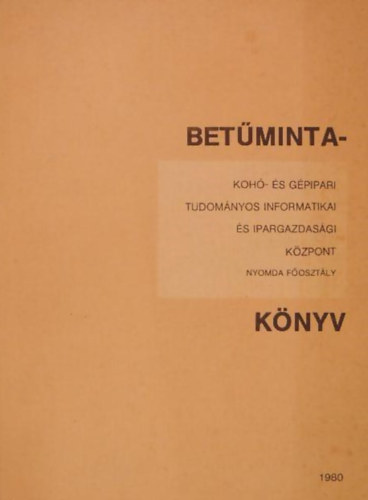 BETŰMINTA-
KOHÓ- ÉS GÉPIPARI
TUDOMÁNYOS INFORMATIKAI
ÉS IPARGAZDASÁGI
KÖZPONT
NYOMDA FŐOSZTÁLY
KÖNYV
1980